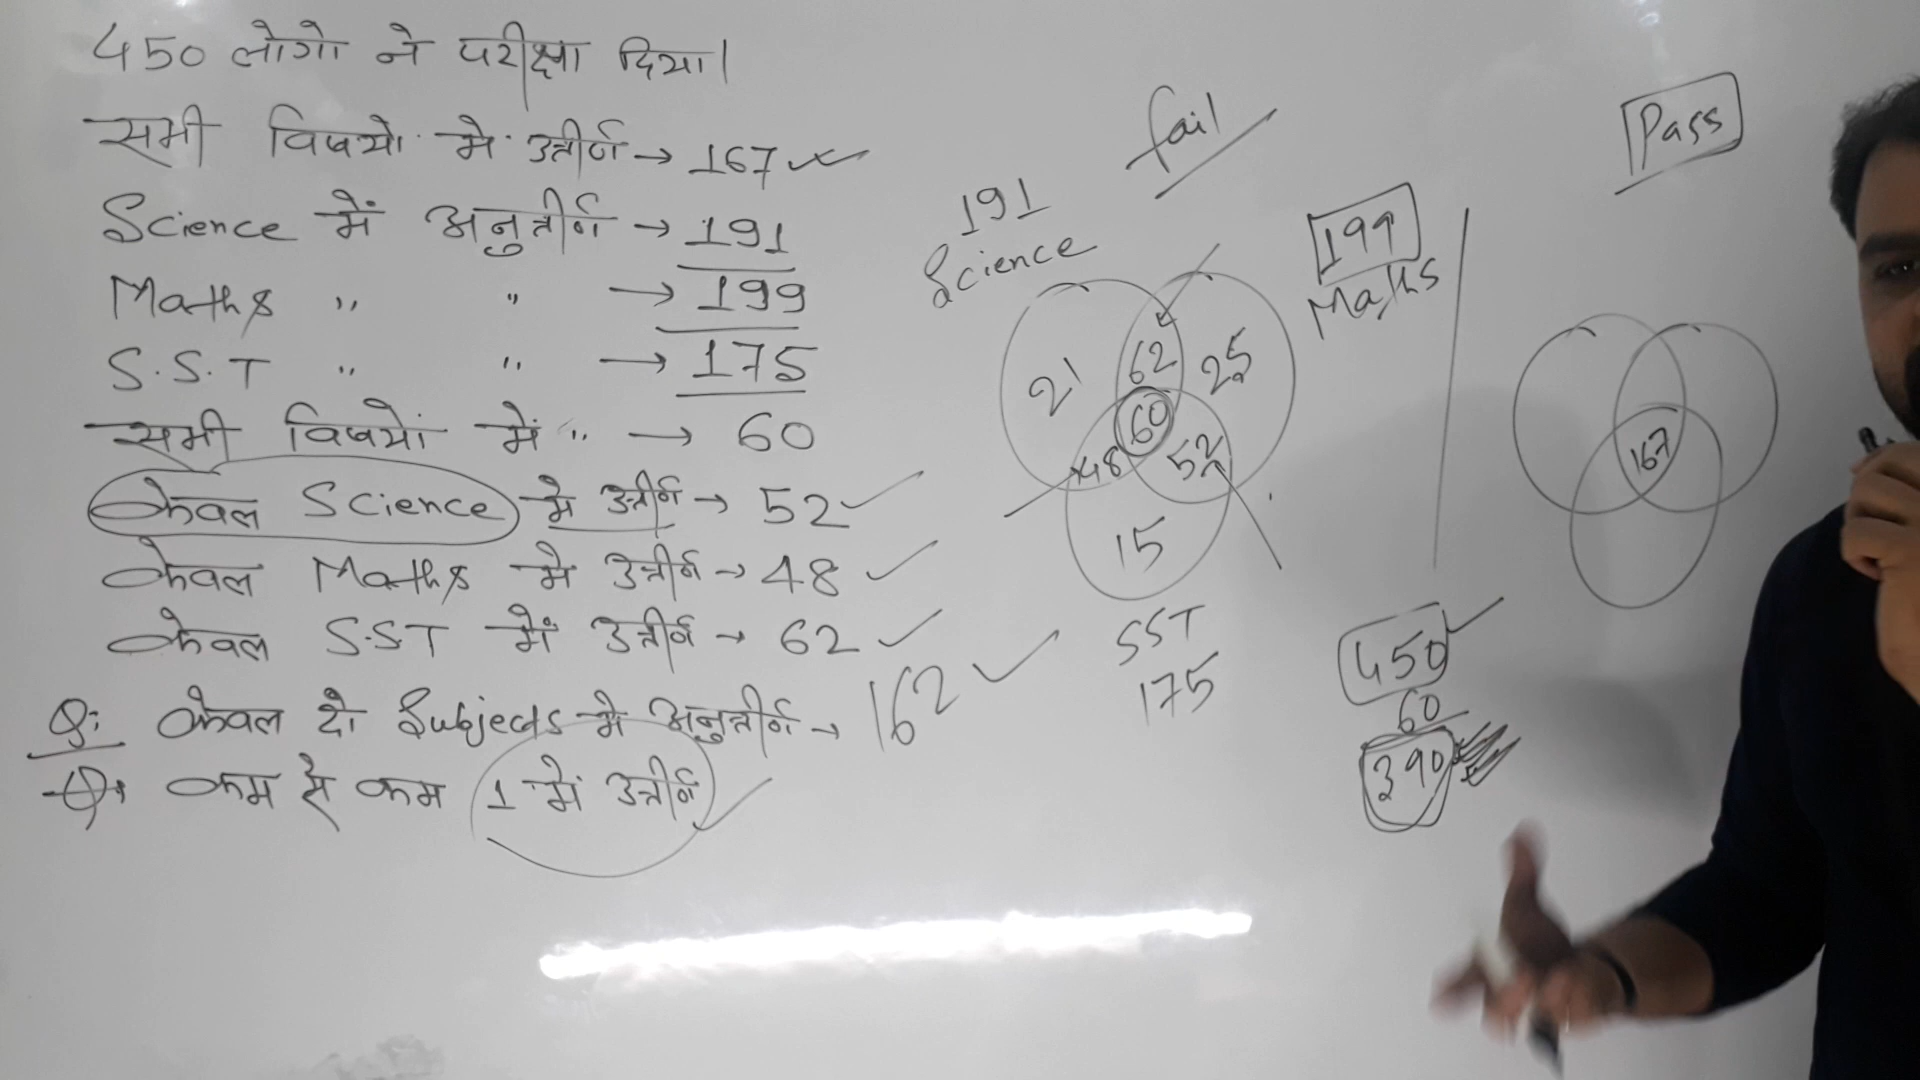 450 लोगो ने परीक्षा दिया।
सभी विषयो में उत्तीर्ण → 167
Science में अनुत्तीर्ण → 191
Maths " " → 199
S.S.T " " → 175
सभी विषयों में " → 60
केवल Science मे उत्तीर्ण → 52
केवल Maths मे उत्तीर्ण → 48
केवल S.S.T में उत्तीर्ण → 62
Q: केवल दो Subjects मे अनुत्तीर्ण → 162
Q: कम से कम 1 में उत्तीर्ण
fail
191
Science
199
Maths
21
62
25
60
48
52
15
SST
175
Pass
167
450
60
390